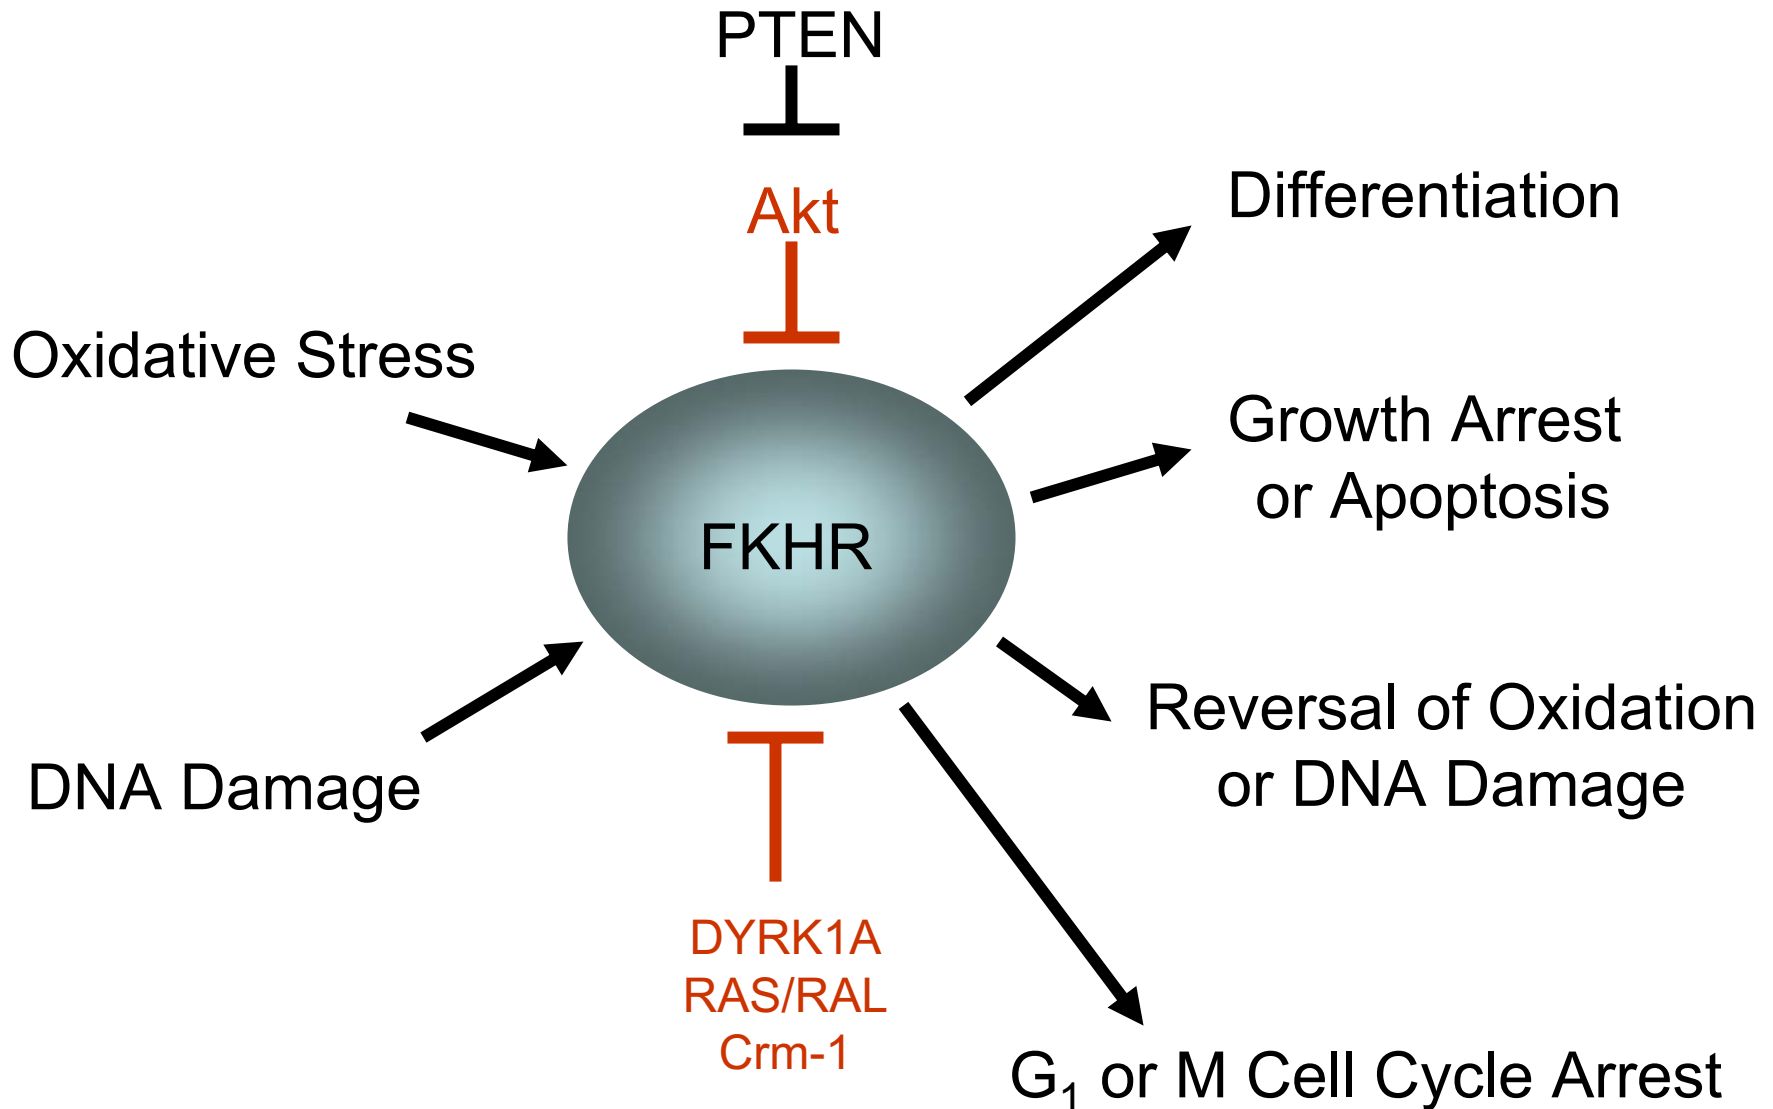 PTEN
Akt
Differentiation
Oxidative Stress
Growth Arrest
or Apoptosis
FKHR
Reversal of Oxidation
or DNA Damage
DNA Damage
DYRK1A
RAS/RAL
Crm-1
G₁ or M Cell Cycle Arrest